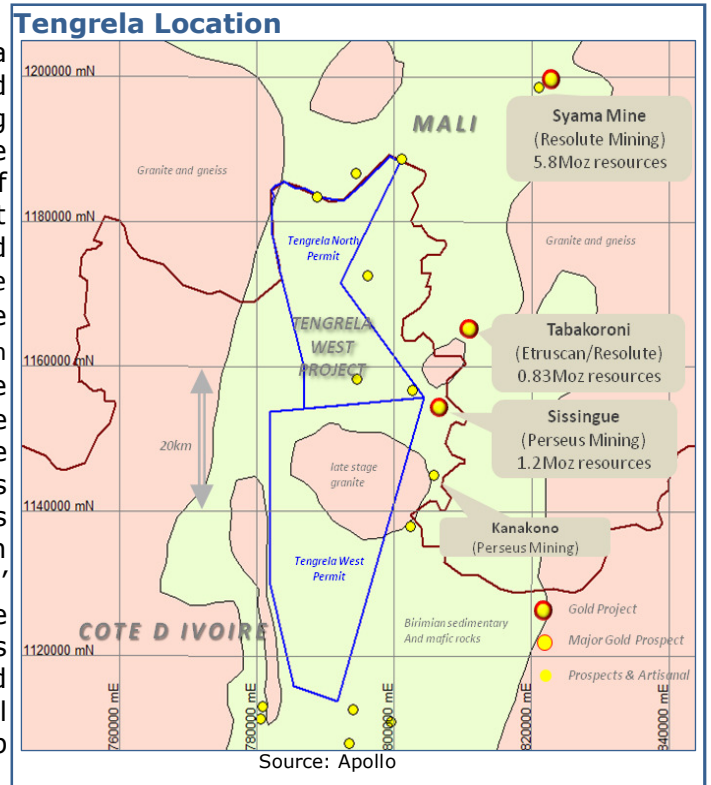 Tengrela Location
a
d
g
e
f
t
d
e
e
n
e
e
e
s
s
n
,
e
s
d
l
o
1200000 mN
MALI
Syama Mine
(Resolute Mining)
5.8Moz resources
Granite and gneiss
1180000 mN
Tengrela North
Permit
Granite and gneiss
TENGRELA
WEST
PROJECT
Tabakoroni
(Etruscan/Resolute)
0.83Moz resources
1160000 mN
Sissingue
(Perseus Mining)
1.2Moz resources
20km
late stage
granite
1140000 mN
Kanakono
(Perseus Mining)
Tengrela West
Permit
Gold Project
COTE D IVOIRE
Birimian sedimentary
And mafic rocks
Major Gold Prospect
1120000 mN
Prospects & Artisanal
760000 mE
780000 mE
800000 mE
820000 mE
840000 mE
Source: Apollo